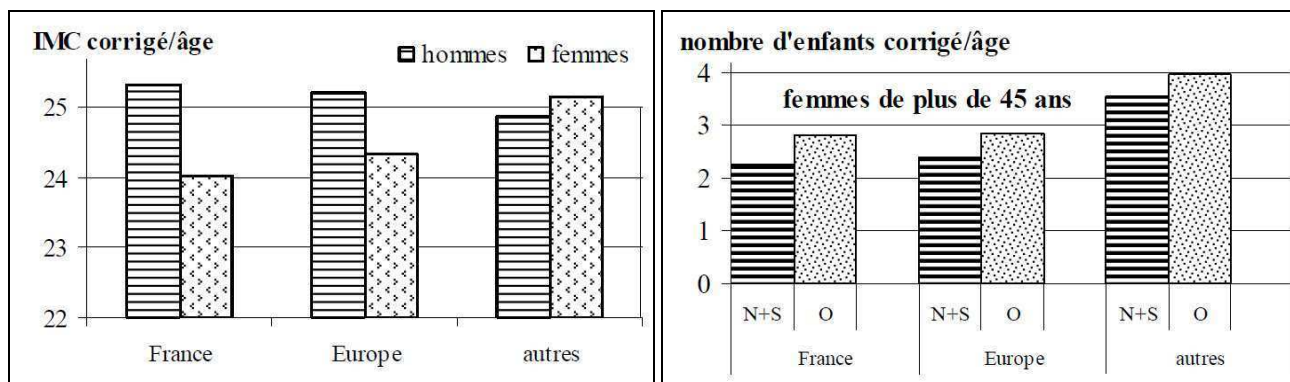 IMC corrigé/âge
hommes femmes
25
24
23
22
France Europe autres
nombre d'enfants corrigé/âge
femmes de plus de 45 ans
4
3
2
1
0
N+S O N+S O N+S O
France Europe autres